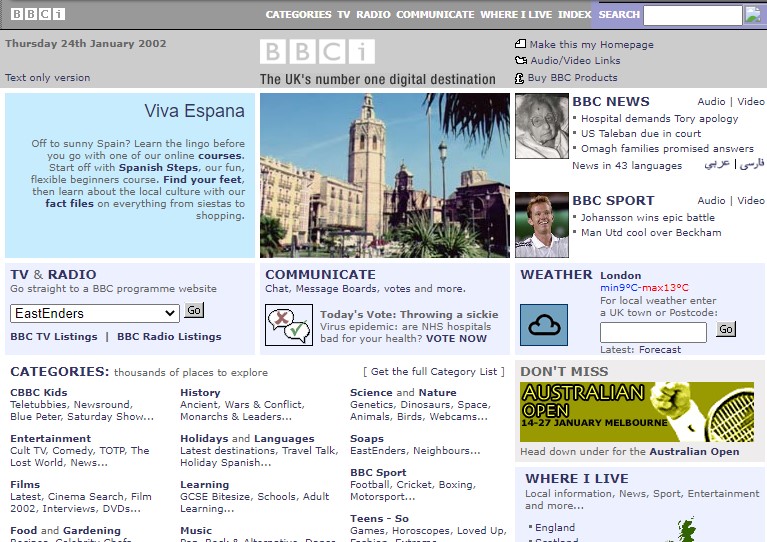 BBCi
CATEGORIES TV RADIO COMMUNICATE WHERE I LIVE INDEX SEARCH
Thursday 24th January 2002
Text only version
BBCi
The UK's number one digital destination
Make this my Homepage
Audio/Video Links
Buy BBC Products
Viva Espana
Off to sunny Spain? Learn the lingo before
you go with one of our online courses.
Start off with Spanish Steps, our fun,
flexible beginners course. Find your feet,
then learn about the local culture with our
fact files on everything from siestas to
shopping.
BBC NEWS Audio | Video
Hospital demands Tory apology
US Taleban due in court
Omagh families promised answers
News in 43 languages عربي | فارسی
BBC SPORT Audio | Video
Johansson wins epic battle
Man Utd cool over Beckham
TV & RADIO
Go straight to a BBC programme website
EastEnders Go
BBC TV Listings | BBC Radio Listings
COMMUNICATE
Chat, Message Boards, votes and more.
Today's Vote: Throwing a sickie
Virus epidemic: are NHS hospitals
bad for your health? VOTE NOW
WEATHER London
min9°C-max13°C
For local weather enter
a UK town or Postcode:
Go
Latest: Forecast
CATEGORIES: thousands of places to explore [ Get the full Category List ]
CBBC Kids
Teletubbies, Newsround,
Blue Peter, Saturday Show...
Entertainment
Cult TV, Comedy, TOTP, The
Lost World, News...
Films
Latest, Cinema Search, Film
2002, Interviews, DVDs...
Food and Gardening
Recipes, Celebrity Chefs,
History
Ancient, Wars & Conflict,
Monarchs & Leaders...
Holidays and Languages
Latest destinations, Travel Talk,
Holiday Spanish...
Learning
GCSE Bitesize, Schools, Adult
Learning...
Music
Pop, Rock & Alternative, Dance
Science and Nature
Genetics, Dinosaurs, Space,
Animals, Birds, Webcams...
Soaps
EastEnders, Neighbours...
BBC Sport
Football, Cricket, Boxing,
Motorsport...
Teens - So
Games, Horoscopes, Loved Up,
Fashion, Extreme
DON'T MISS
AUSTRALIAN
OPEN
14-27 JANUARY MELBOURNE
Head down under for the Australian Open
WHERE I LIVE
Local information, News, Sport, Entertainment
and more...
England
Scotland